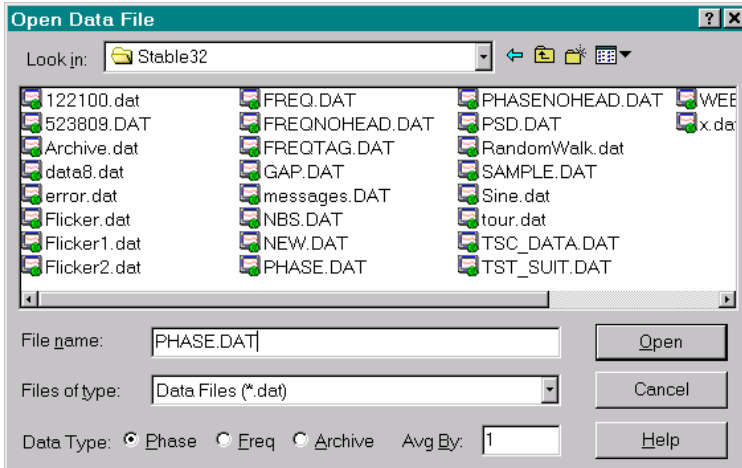 Open Data File
Look in: Stable32
122100.dat
523809.DAT
Archive.dat
data8.dat
error.dat
Flicker.dat
Flicker1.dat
Flicker2.dat
FREQ.DAT
FREQNOHEAD.DAT
FREQTAG.DAT
GAP.DAT
messages.DAT
NBS.DAT
NEW.DAT
PHASE.DAT
PHASENOHEAD.DAT
PSD.DAT
RandomWalk.dat
SAMPLE.DAT
Sine.dat
tour.dat
TSC_DATA.DAT
TST_SUIT.DAT
WEE
x.da
File name: PHASE.DAT Open
Files of type: Data Files (*.dat) Cancel
Data Type: Phase Freq Archive Avg By: 1 Help